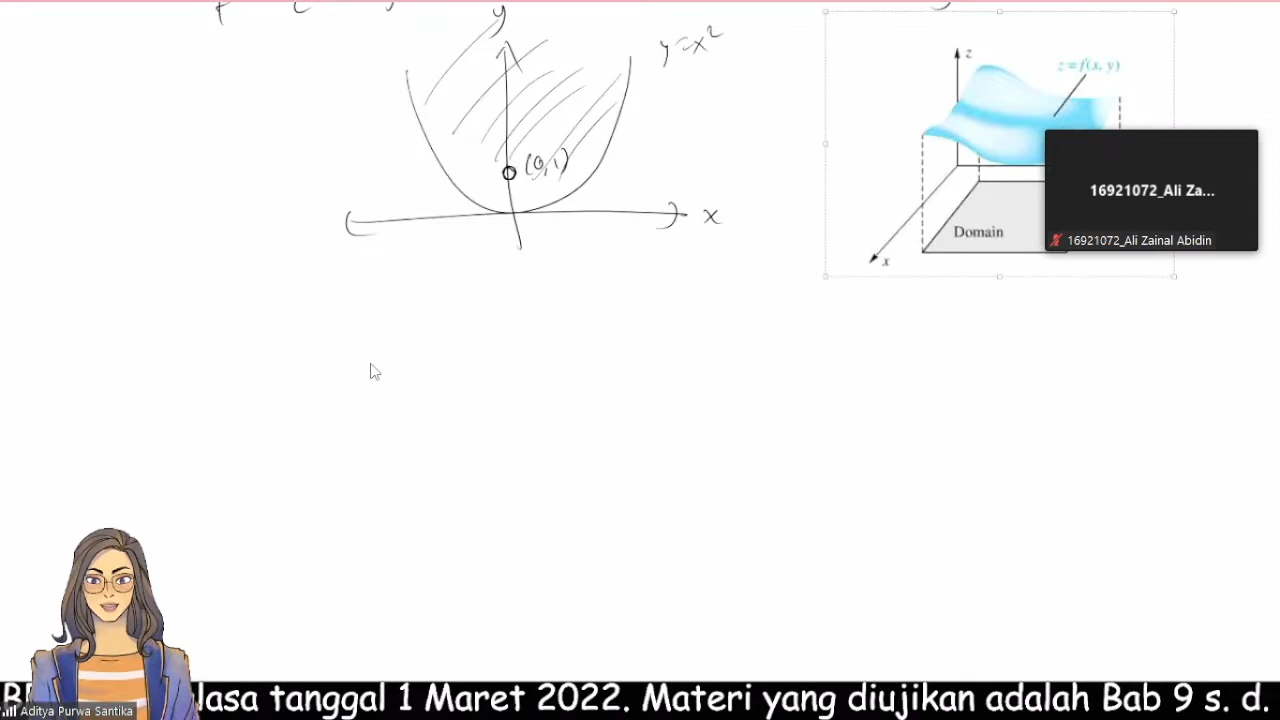 y
y=x²
z
z=f(x, y)
(0,1)
16921072_Ali Za...
x
Domain
16921072_Ali Zainal Abidin
x
lasa tanggal 1 Maret 2022. Materi yang diujikan adalah Bab 9 s. d.
Aditya Purwa Santika